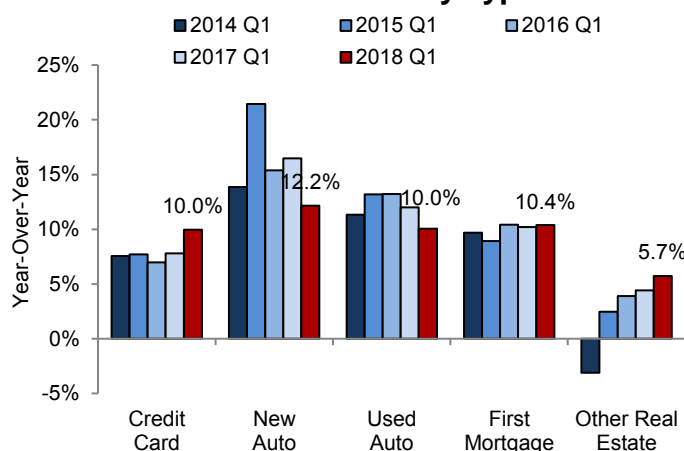 2014 Q1 2015 Q1 2016 Q1
2017 Q1 2018 Q1
25%
20%
15%
10%
5%
0%
-5%
Year-Over-Year
10.0%
12.2%
10.0%
10.4%
5.7%
Credit
Card
New
Auto
Used
Auto
First
Mortgage
Other Real
Estate